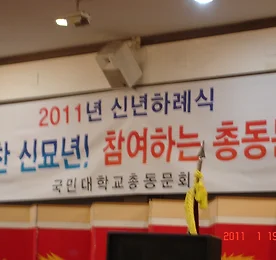 2011년 신년하례식
찬 신묘년! 참여하는 총동
국민대학교총동문회
2011 1 19